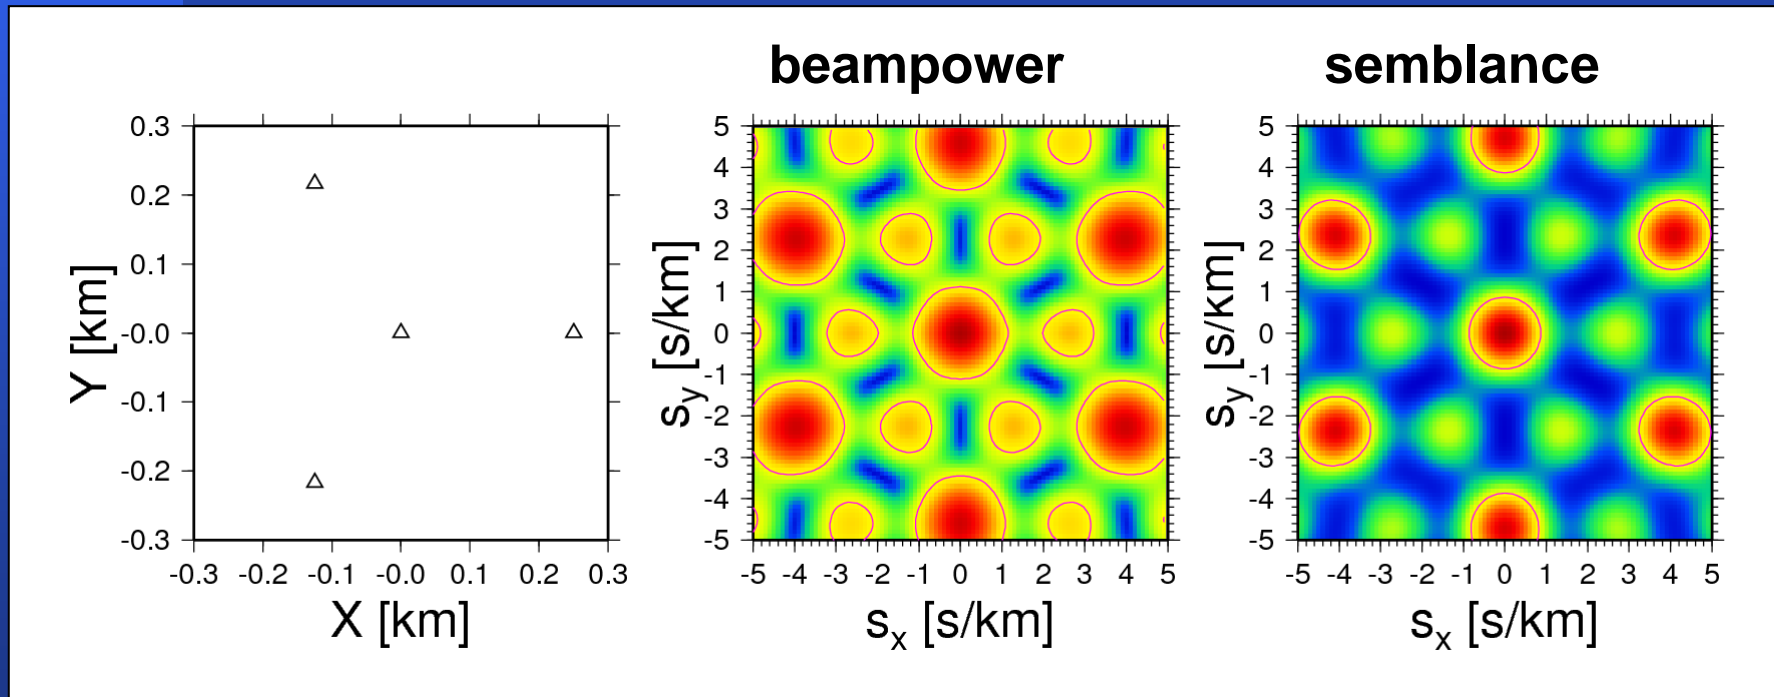 beampower semblance
0.3
0.2
0.1
-0.0
-0.1
-0.2
-0.3
Y [km]
-0.3 -0.2 -0.1 -0.0 0.1 0.2 0.3
X [km]
5
4
3
2
1
0
-1
-2
-3
-4
-5
sy [s/km]
-5 -4 -3 -2 -1 0 1 2 3 4 5
sx [s/km]
5
4
3
2
1
0
-1
-2
-3
-4
-5
sy [s/km]
-5 -4 -3 -2 -1 0 1 2 3 4 5
sx [s/km]